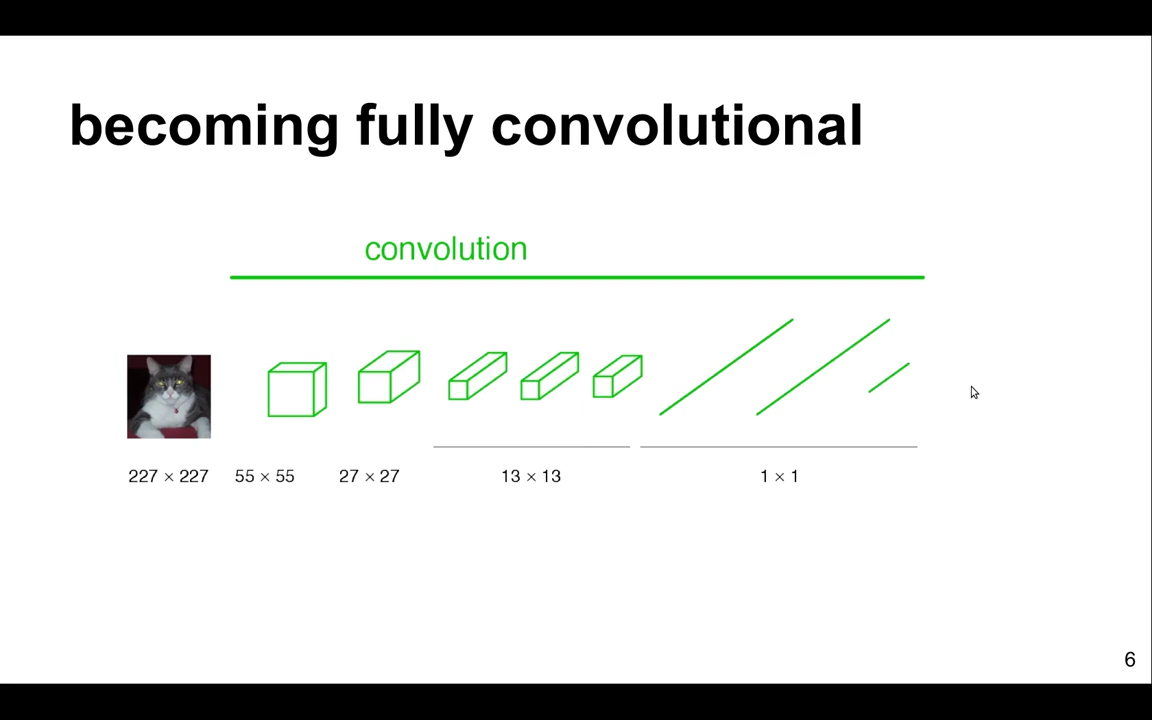 becoming fully convolutional
convolution
227 × 227 55 × 55 27 × 27 13 × 13 1 × 1
6